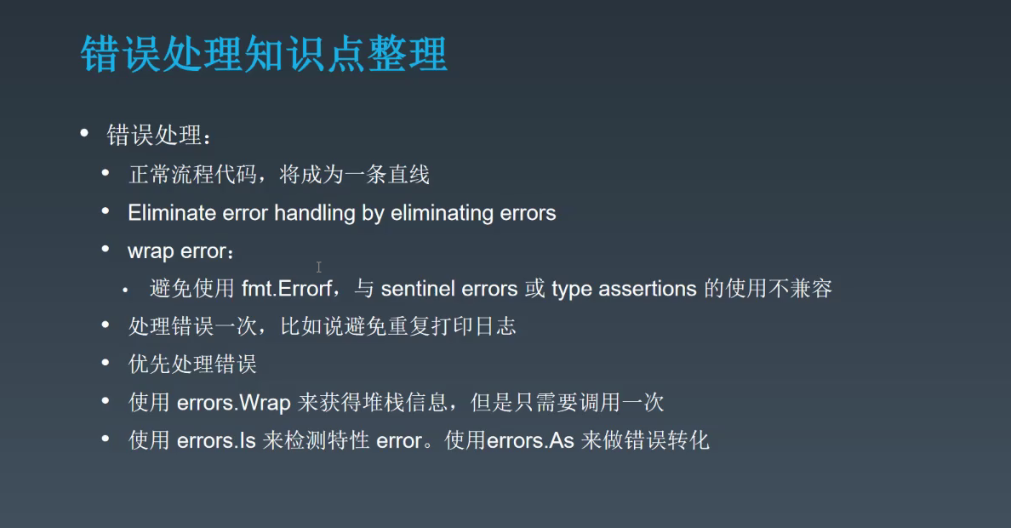 错误处理知识点整理
• 错误处理：
• 正常流程代码，将成为一条直线
• Eliminate error handling by eliminating errors
• wrap error：
• 避免使用 fmt.Errorf，与 sentinel errors 或 type assertions 的使用不兼容
• 处理错误一次，比如说避免重复打印日志
• 优先处理错误
• 使用 errors.Wrap 来获得堆栈信息，但是只需要调用一次
• 使用 errors.Is 来检测特性 error。使用errors.As 来做错误转化